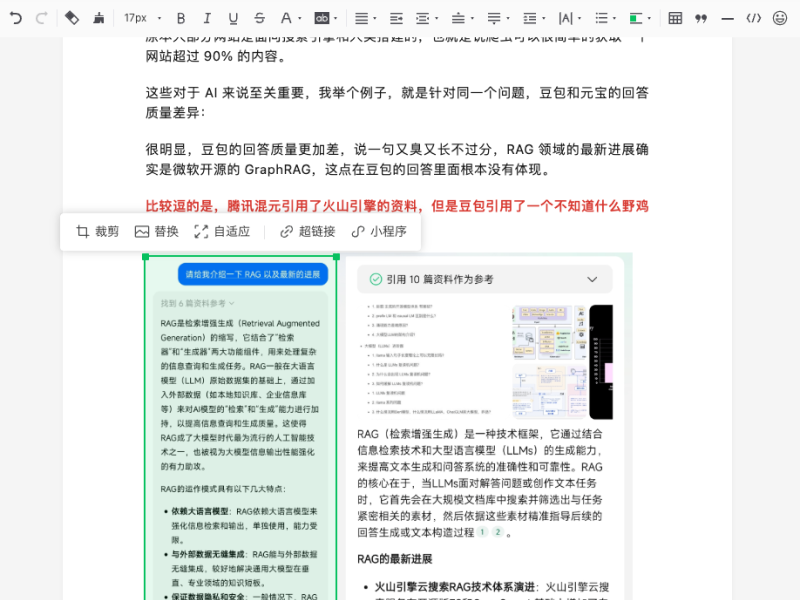 17px
原本大部分网站是面向搜索引擎和人类搭建的，也就是说爬虫可以很简单的获取一个
网站超过 90% 的内容。
这些对于 AI 来说至关重要，我举个例子，就是针对同一个问题，豆包和元宝的回答
质量差异：
很明显，豆包的回答质量更加差，说一句又臭又长不过分，RAG 领域的最新进展确
实是微软开源的 GraphRAG，这点在豆包的回答里面根本没有体现。
比较逗的是，腾讯混元引用了火山引擎的资料，但是豆包引用了一个不知道什么野鸡
裁剪 替换 自适应 超链接 小程序
请给我介绍一下 RAG 以及最新的进展
找到 6 篇资料参考
RAG是检索增强生成（Retrieval Augmented
Generation）的缩写，它结合了"检索
器"和"生成器"两大功能组件，用来处理复杂
的信息查询和生成任务。RAG一般在大语言
模型（LLM）原始数据集的基础上，通过加
入外部数据（如本地知识库、企业信息库
等）来对AI模型的"检索"和"生成"能力进行加
持，以提高信息查询和生成质量。这使得
RAG成了大模型时代最为流行的人工智能技
术之一，也被视为大模型信息输出性能强化
的有力助攻。
RAG的运作模式具有以下几大特点：
• 依赖大语言模型：RAG依赖大语言模型来
强化信息检索和输出，单独使用，能力受
限。
• 与外部数据无缝集成：RAG能与外部数据
无缝集成，较好地解决通用大模型在垂
直、专业领域的知识短板。
• 保证数据隐私和安全：一般情况下，RAG
引用 10 篇资料作为参考
RAG（检索增强生成）是一种技术框架，它通过结合
信息检索技术和大型语言模型（LLMs）的生成能力，
来提高文本生成和问答系统的准确性和可靠性。RAG
的核心在于，当LLMs面对解答问题或创作文本任务
时，它首先会在大规模文档库中搜索并筛选出与任务
紧密相关的素材，然后依据这些素材精准指导后续的
回答生成或文本构造过程 1 2 。
RAG的最新进展
• 火山引擎云搜索RAG技术体系演进：火山引擎云搜